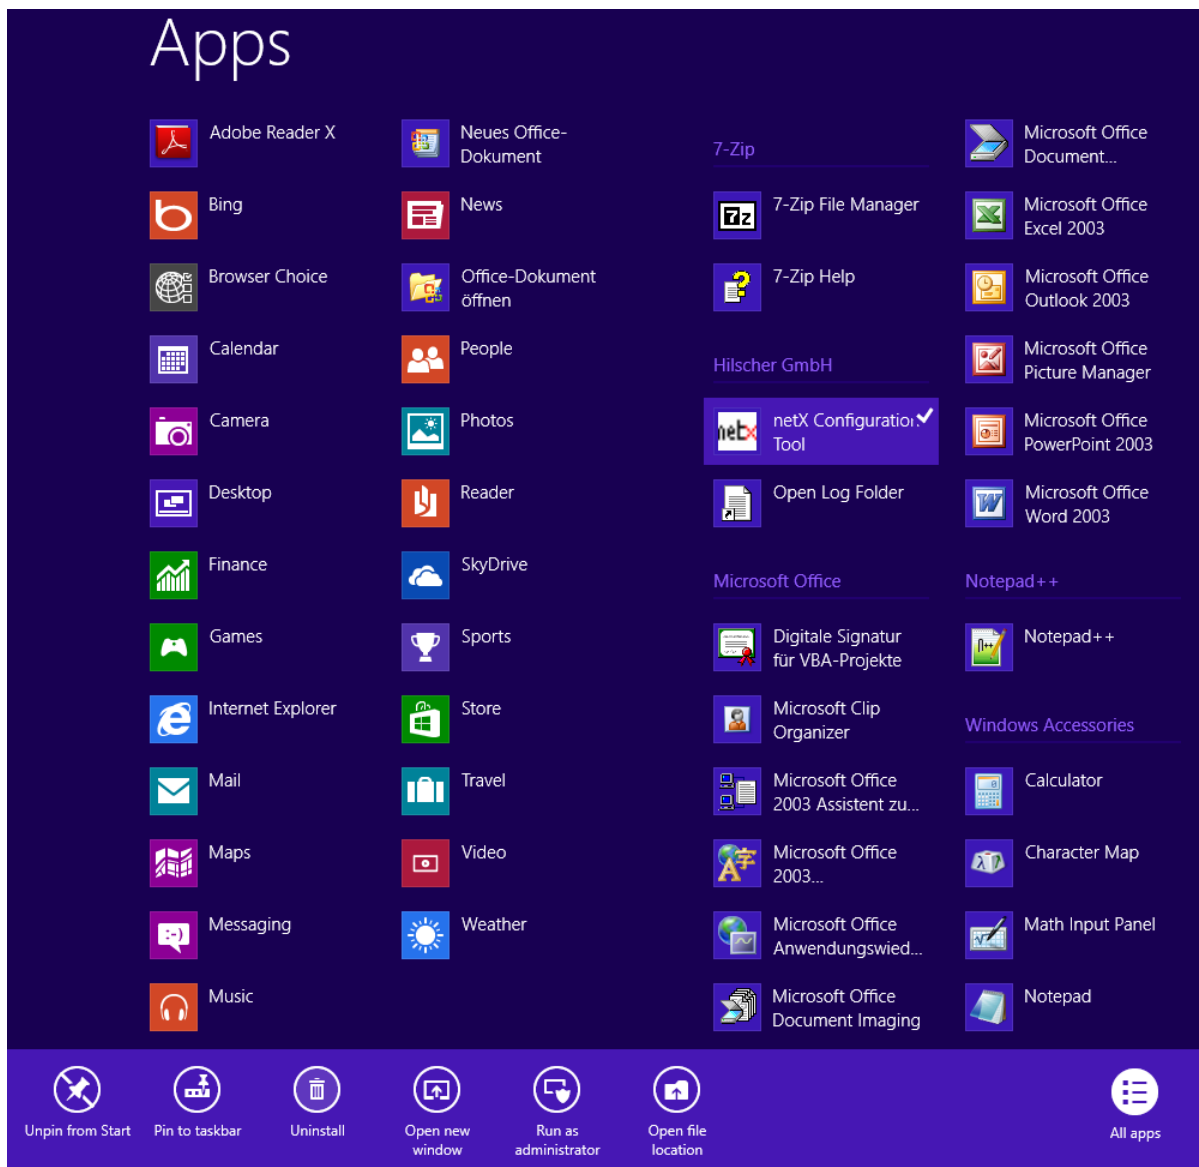 Apps
Adobe Reader X
Bing
Browser Choice
Calendar
Camera
Desktop
Finance
Games
Internet Explorer
Mail
Maps
Messaging
Music
Neues Office-
Dokument
News
Office-Dokument
öffnen
People
Photos
Reader
SkyDrive
Sports
Store
Travel
Video
Weather
7-Zip
7-Zip File Manager
7-Zip Help
Hilscher GmbH
netX Configuration
Tool
Open Log Folder
Microsoft Office
Digitale Signatur
für VBA-Projekte
Microsoft Clip
Organizer
Microsoft Office
2003 Assistent zu...
Microsoft Office
2003...
Microsoft Office
Anwendungswied...
Microsoft Office
Document Imaging
Microsoft Office
Document...
Microsoft Office
Excel 2003
Microsoft Office
Outlook 2003
Microsoft Office
Picture Manager
Microsoft Office
PowerPoint 2003
Microsoft Office
Word 2003
Notepad++
Notepad++
Windows Accessories
Calculator
Character Map
Math Input Panel
Notepad
Unpin from Start
Pin to taskbar
Uninstall
Open new
window
Run as
administrator
Open file
location
All apps